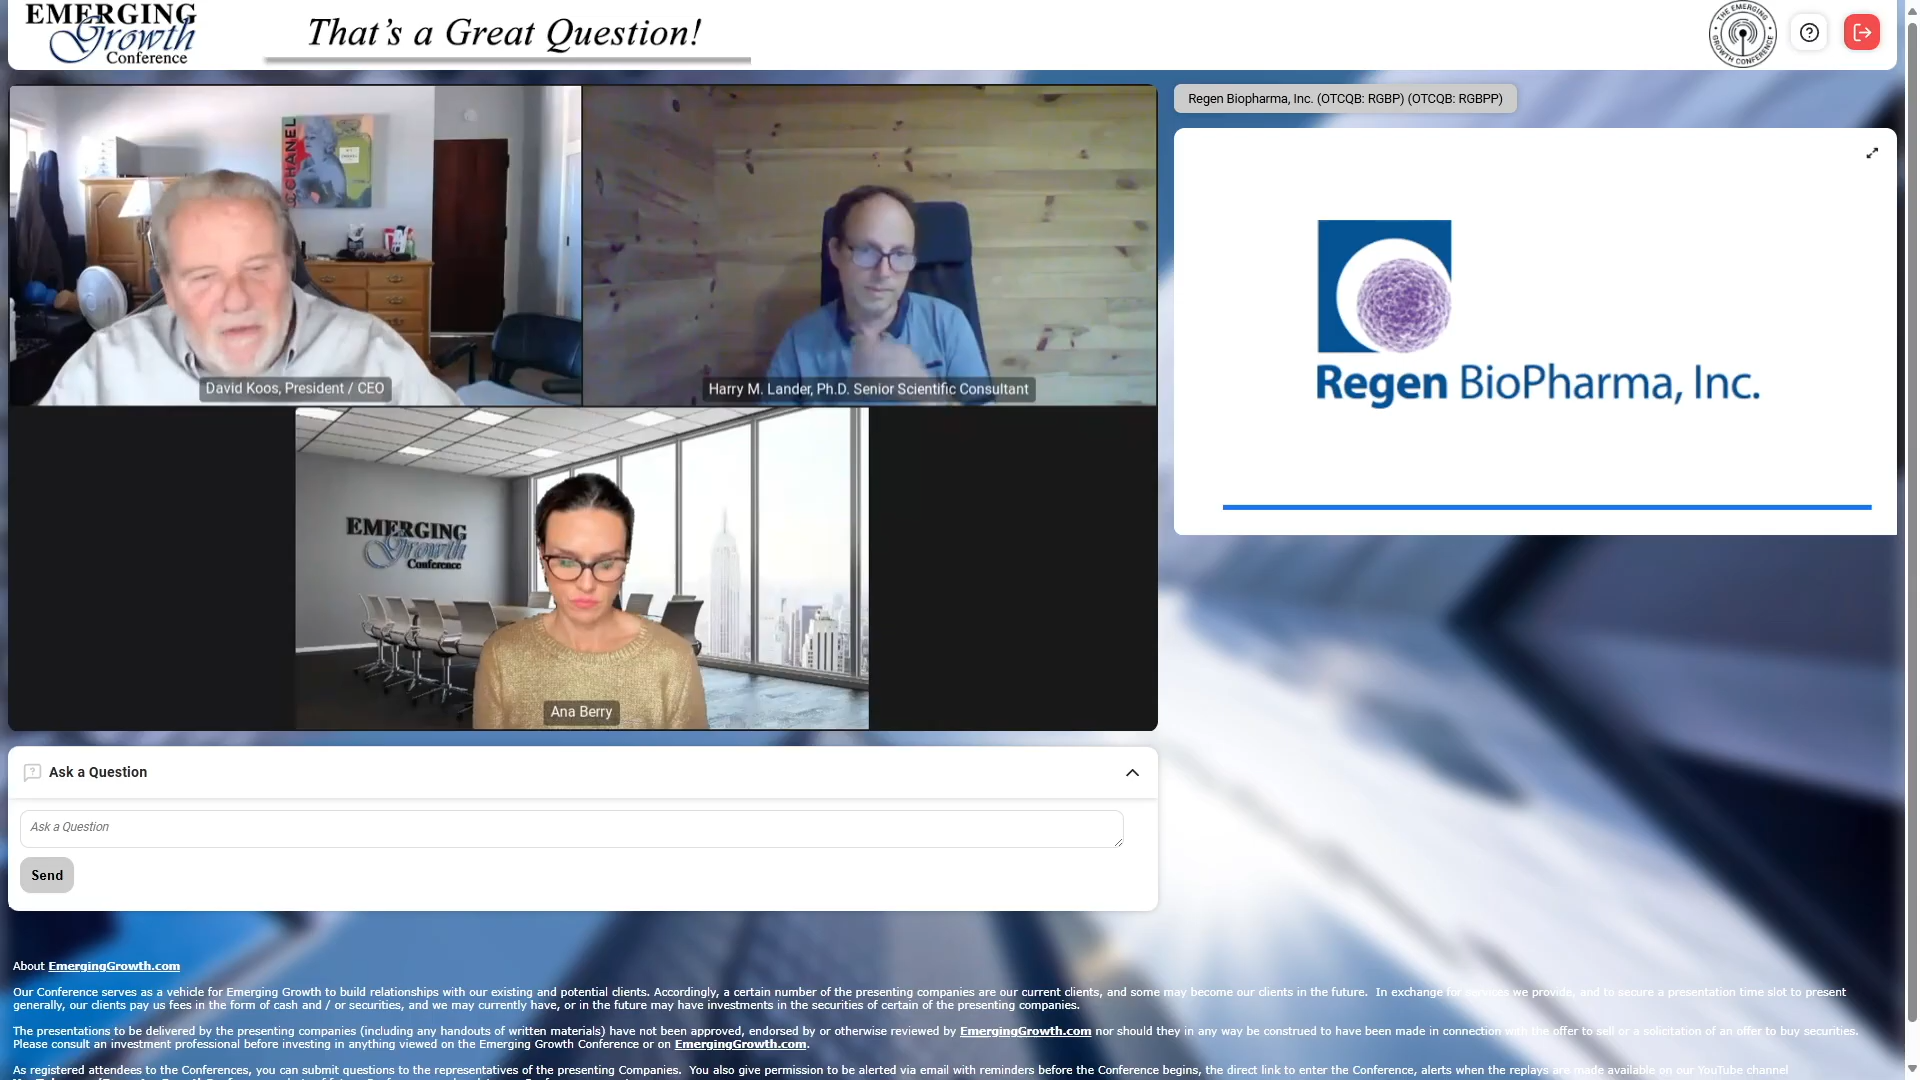 EMERGING
Growth
Conference
That's a Great Question!
THE EMERGING
GROWTH CONFERENCE
Regen Biopharma, Inc. (OTCQB: RGBP) (OTCQB: RGBPP)
CHANEL
David Koos, President / CEO
Harry M. Lander, Ph.D. Senior Scientific Consultant
Regen BioPharma, Inc.
EMERGING
Growth
Conference
Ana Berry
Ask a Question
Ask a Question
Send
About EmergingGrowth.com
Our Conference serves as a vehicle for Emerging Growth to build relationships with our existing and potential clients. Accordingly, a certain number of the presenting companies are our current clients, and some may become our clients in the future. In exchange for services we provide, and to secure a presentation time slot to present
generally, our clients pay us fees in the form of cash and / or securities, and we may currently have, or in the future may have investments in the securities of certain of the presenting companies.
The presentations to be delivered by the presenting companies (including any handouts of written materials) have not been approved, endorsed by or otherwise reviewed by EmergingGrowth.com nor should they in any way be construed to have been made in connection with the offer to sell or a solicitation of an offer to buy securities.
Please consult an investment professional before investing in anything viewed on the Emerging Growth Conference or on EmergingGrowth.com.
As registered attendees to the Conferences, you can submit questions to the representatives of the presenting Companies. You also give permission to be alerted via email with reminders before the Conference begins, the direct link to enter the Conference, alerts when the replays are made available on our YouTube channel